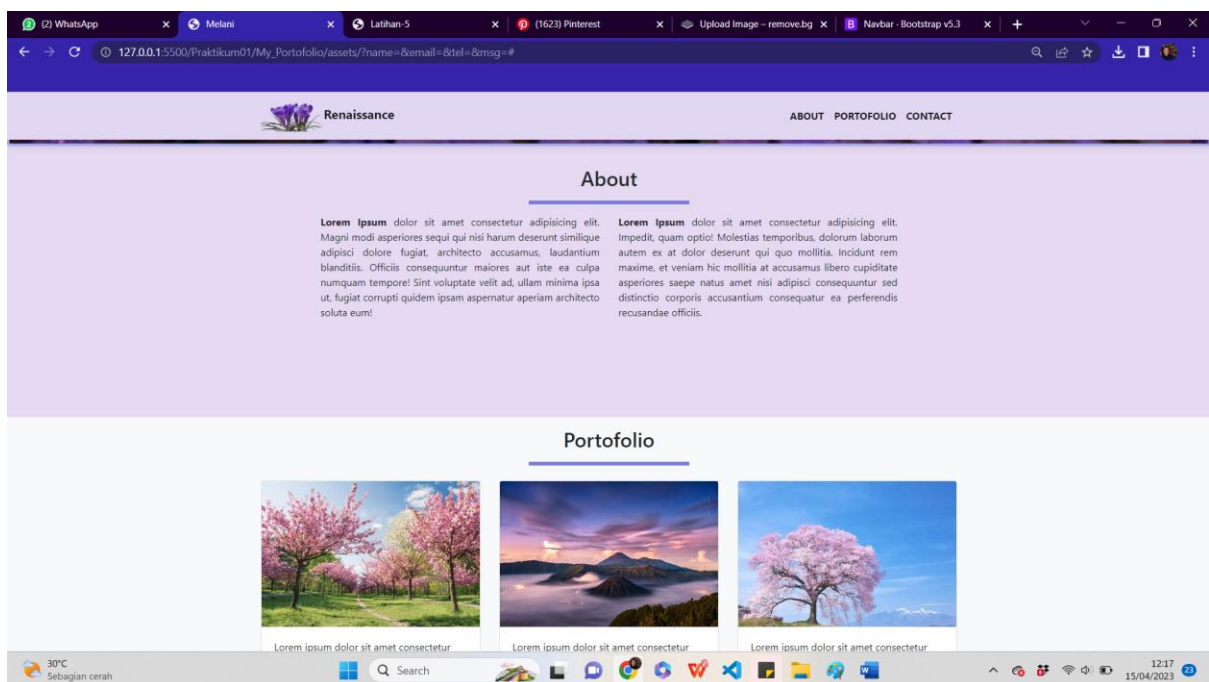 (2) WhatsApp
Melani
Latihan-5
(1623) Pinterest
Upload Image – remove.bg
Navbar · Bootstrap v5.3
127.0.0.1:5500/Praktikum01/My_Portofolio/assets/?name=&email=&tel=&msg=#
Renaissance
ABOUT PORTOFOLIO CONTACT
About
Lorem Ipsum dolor sit amet consectetur adipisicing elit.
Magni modi asperiores sequi qui nisi harum deserunt similique
adipisci dolore fugiat, architecto accusamus, laudantium
blanditiis. Officiis consequuntur maiores aut iste ea culpa
numquam tempore! Sint voluptate velit ad, ullam minima ipsa
ut, fugiat corrupti quidem ipsam aspernatur aperiam architecto
soluta eum!
Lorem Ipsum dolor sit amet consectetur adipisicing elit.
Impedit, quam optio! Molestias temporibus, dolorum laborum
autem ex at dolor deserunt qui quo mollitia. Incidunt rem
maxime, et veniam hic mollitia at accusamus libero cupiditate
asperiores saepe natus amet nisi adipisci consequuntur sed
distinctio corporis accusantium consequatur ea perferendis
recusandae officiis.
Portofolio
Lorem ipsum dolor sit amet consectetur
Lorem ipsum dolor sit amet consectetur
Lorem ipsum dolor sit amet consectetur
30°C
Sebagian cerah
Search
12:17
15/04/2023
23